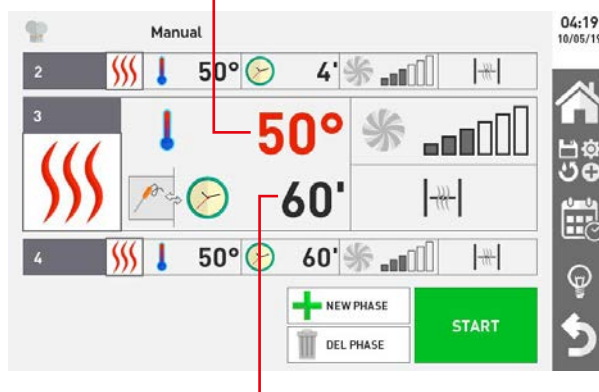 Manual
04:19
10/05/19
2 50° 4'
3
50°
60'
4 50° 60'
NEW PHASE
DEL PHASE
START